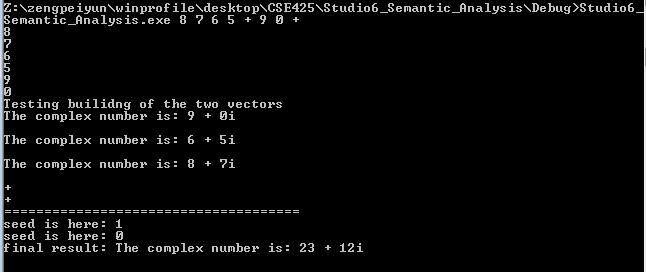 Z:\zengpeiyun\winprofile\desktop\CSE425\Studio6_Semantic_Analysis\Debug>Studio6_
Semantic_Analysis.exe 8 7 6 5 + 9 0 +
8
7
6
5
9
0
Testing builidng of the two vectors
The complex number is: 9 + 0i
The complex number is: 6 + 5i
The complex number is: 8 + 7i
+
+
=====================================
seed is here: 1
seed is here: 0
final result: The complex number is: 23 + 12i